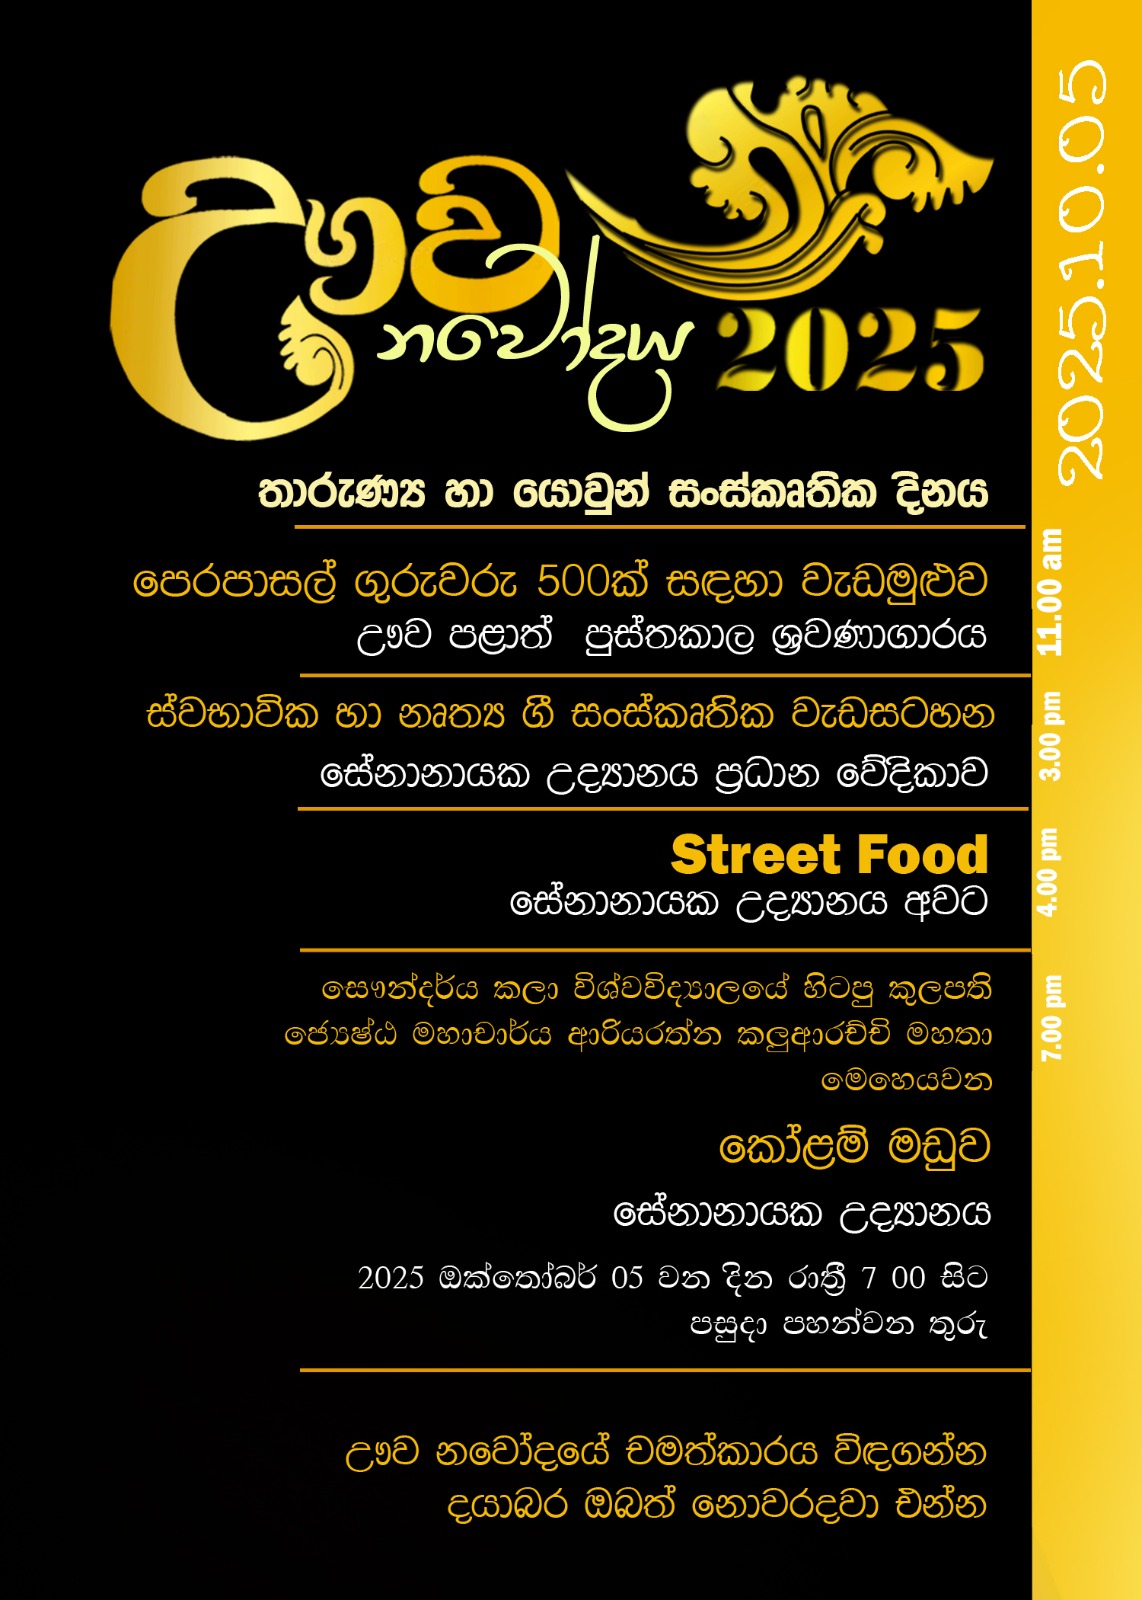 ඌව
නවෝදය 2025
2025.10.05
තාරුණ්‍ය හා යොවුන් සංස්කෘතික දිනය
11.00 am
පෙරපාසල් ගුරුවරු 500ක් සඳහා වැඩමුළුව
ඌව පළාත් පුස්තකාල ශ්‍රවණාගාරය
3.00 pm
ස්වභාවික හා නෘත්‍ය ගී සංස්කෘතික වැඩසටහන
සේනානායක උද්‍යානය ප්‍රධාන වේදිකාව
4.00 pm
Street Food
සේනානායක උද්‍යානය අවට
7.00 pm
සෞන්දර්ය කලා විශ්වවිද්‍යාලයේ හිටපු කුලපති
ජ්‍යෙෂ්ඨ මහාචාර්ය ආරියරත්න කලුආරච්චි මහතා
මෙහෙයවන
කෝළම් මඩුව
සේනානායක උද්‍යානය
2025 ඔක්තෝබර් 05 වන දින රාත්‍රී 7 00 සිට
පසුදා පහන්වන තුරු
ඌව නවෝදයේ චමත්කාරය විඳගන්න
දයාබර ඔබත් නොවරදවා එන්න